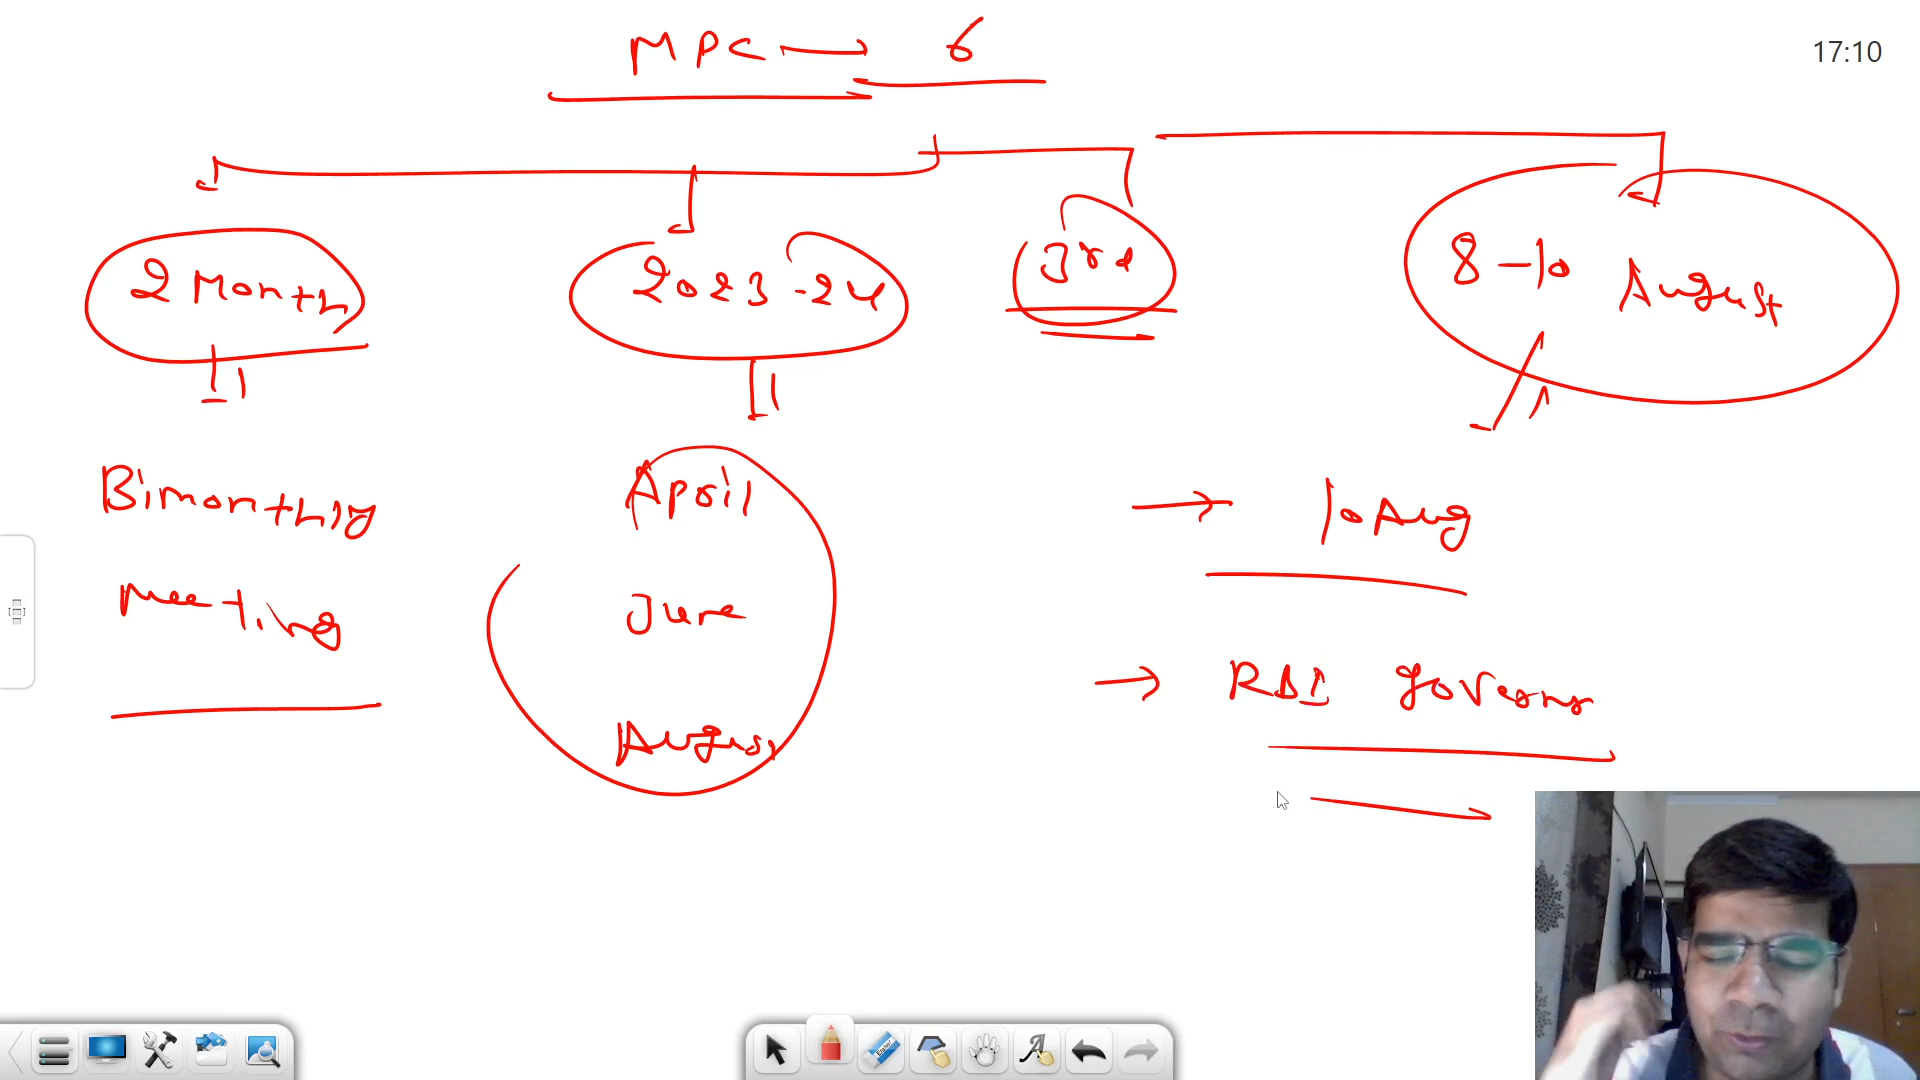 MPC → 6
17:10
2 Month
2023-24
3rd
8-10 August
Bimonthly
Meeting
April
June
August
→ 10 Aug
→ RBI Governor